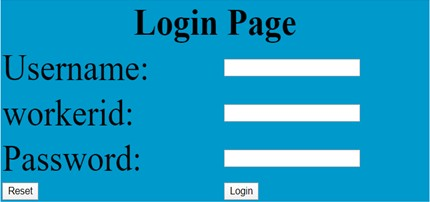 Login Page
Username:
workerid:
Password:
Reset Login